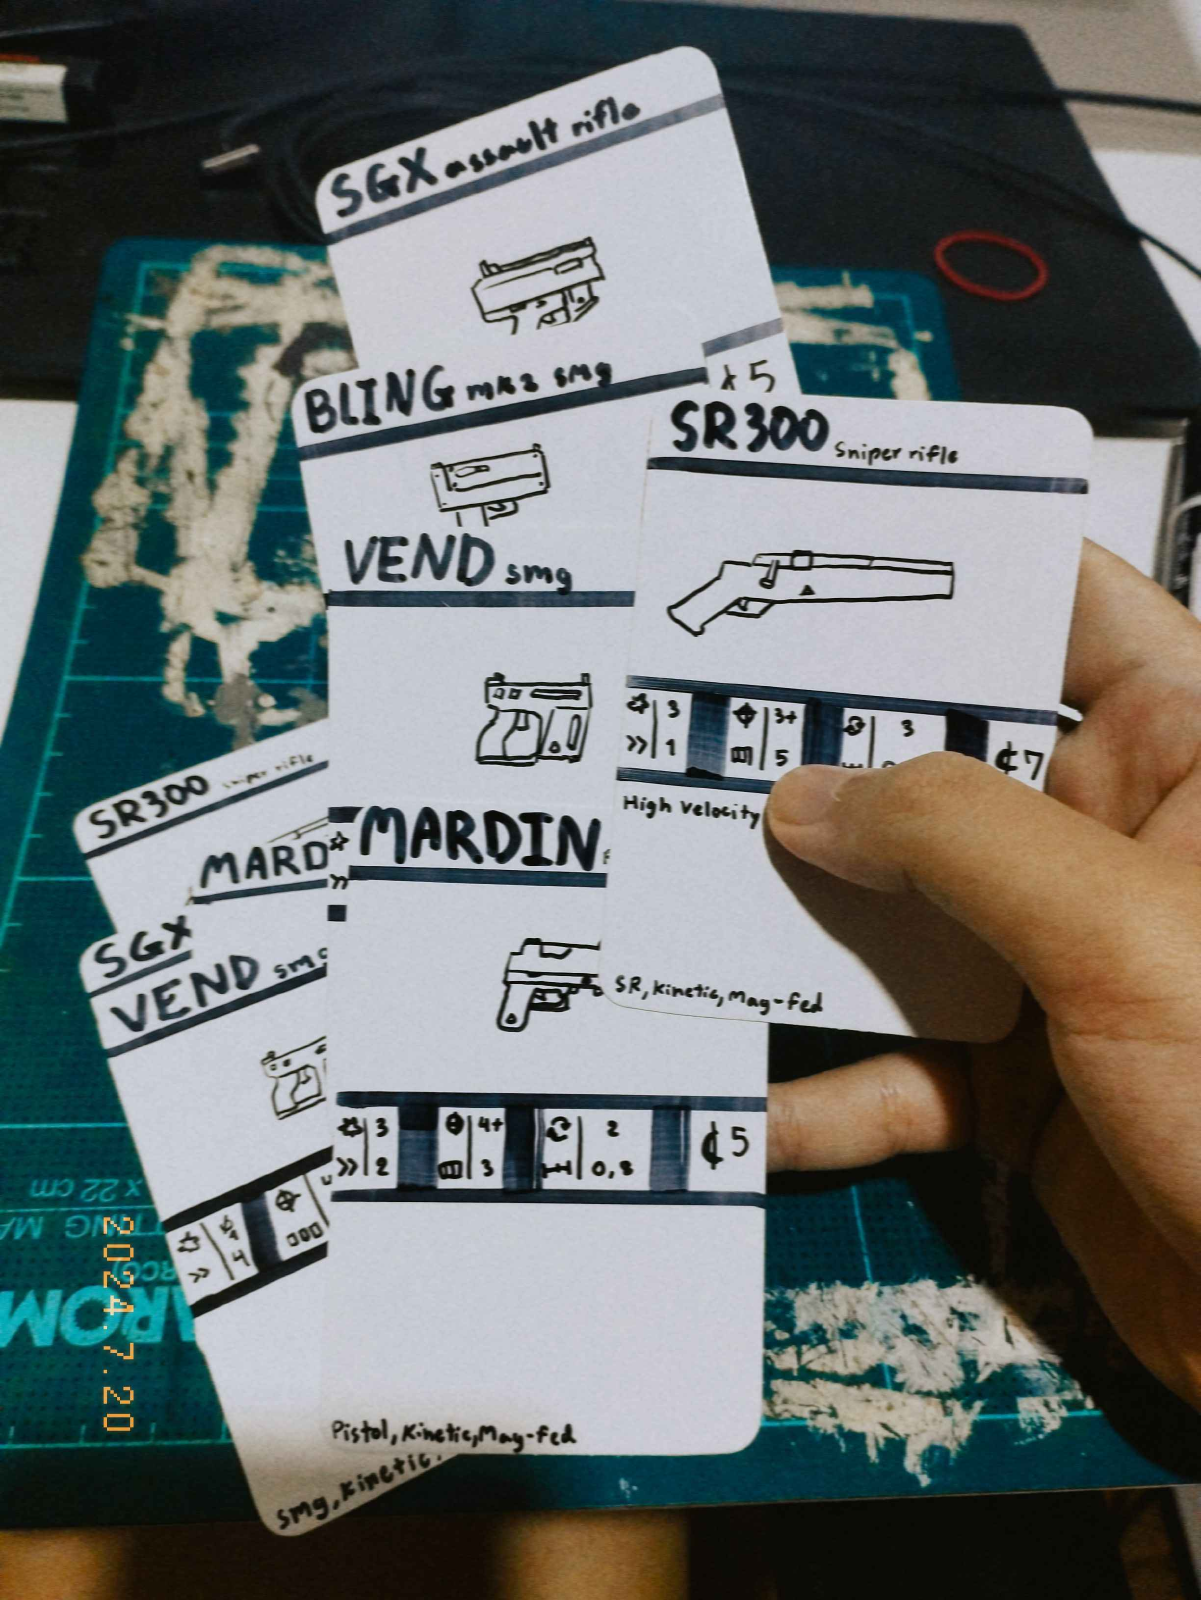 SGX assault rifle
x5
BLING mk2 smg
VEND smg
SR300 sniper rifle
3 3+ 3
1 5
¢7
High Velocity
SR, Kinetic, Mag-fed
MARDIN
3 4+ 2
2 3 0,8
¢5
Pistol, Kinetic, Mag-fed
SR300 sniper rifle
MARD
SGX
VEND
4
smg, Kinetic,
x 22 cm
2024.7.20